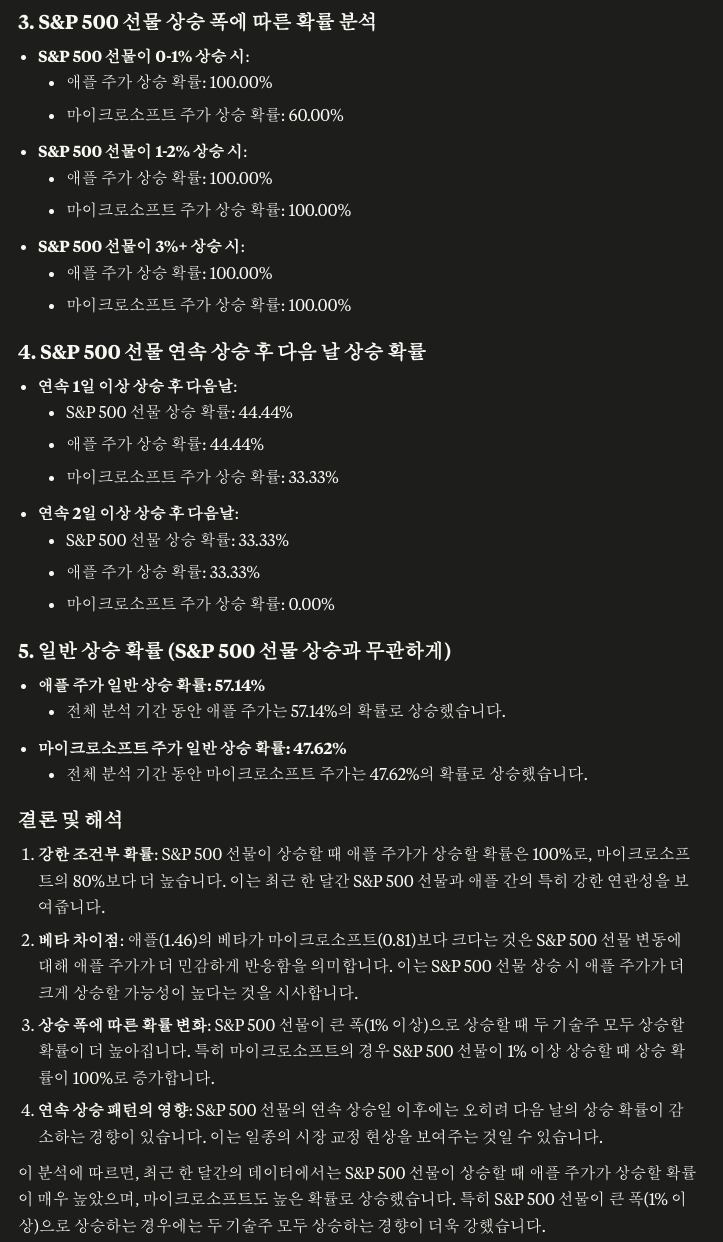 3. S&P 500 선물 상승 폭에 따른 확률 분석
• S&P 500 선물이 0-1% 상승 시:
• 애플 주가 상승 확률: 100.00%
• 마이크로소프트 주가 상승 확률: 60.00%
• S&P 500 선물이 1-2% 상승 시:
• 애플 주가 상승 확률: 100.00%
• 마이크로소프트 주가 상승 확률: 100.00%
• S&P 500 선물이 3%+ 상승 시:
• 애플 주가 상승 확률: 100.00%
• 마이크로소프트 주가 상승 확률: 100.00%
4. S&P 500 선물 연속 상승 후 다음 날 상승 확률
• 연속 1일 이상 상승 후 다음날:
• S&P 500 선물 상승 확률: 44.44%
• 애플 주가 상승 확률: 44.44%
• 마이크로소프트 주가 상승 확률: 33.33%
• 연속 2일 이상 상승 후 다음날:
• S&P 500 선물 상승 확률: 33.33%
• 애플 주가 상승 확률: 33.33%
• 마이크로소프트 주가 상승 확률: 0.00%
5. 일반 상승 확률 (S&P 500 선물 상승과 무관하게)
• 애플 주가 일반 상승 확률: 57.14%
• 전체 분석 기간 동안 애플 주가는 57.14%의 확률로 상승했습니다.
• 마이크로소프트 주가 일반 상승 확률: 47.62%
• 전체 분석 기간 동안 마이크로소프트 주가는 47.62%의 확률로 상승했습니다.
결론 및 해석
1. 강한 조건부 확률: S&P 500 선물이 상승할 때 애플 주가가 상승할 확률은 100%로, 마이크로소프
트의 80%보다 더 높습니다. 이는 최근 한 달간 S&P 500 선물과 애플 간의 특히 강한 연관성을 보
여줍니다.
2. 베타 차이점: 애플(1.46)의 베타가 마이크로소프트(0.81)보다 크다는 것은 S&P 500 선물 변동에
대해 애플 주가가 더 민감하게 반응함을 의미합니다. 이는 S&P 500 선물 상승 시 애플 주가가 더
크게 상승할 가능성이 높다는 것을 시사합니다.
3. 상승 폭에 따른 확률 변화: S&P 500 선물이 큰 폭(1% 이상)으로 상승할 때 두 기술주 모두 상승할
확률이 더 높아집니다. 특히 마이크로소프트의 경우 S&P 500 선물이 1% 이상 상승할 때 상승 확
률이 100%로 증가합니다.
4. 연속 상승 패턴의 영향: S&P 500 선물의 연속 상승일 이후에는 오히려 다음 날의 상승 확률이 감
소하는 경향이 있습니다. 이는 일종의 시장 교정 현상을 보여주는 것일 수 있습니다.
이 분석에 따르면, 최근 한 달간의 데이터에서는 S&P 500 선물이 상승할 때 애플 주가가 상승할 확률
이 매우 높았으며, 마이크로소프트도 높은 확률로 상승했습니다. 특히 S&P 500 선물이 큰 폭(1% 이
상)으로 상승하는 경우에는 두 기술주 모두 상승하는 경향이 더욱 강했습니다.